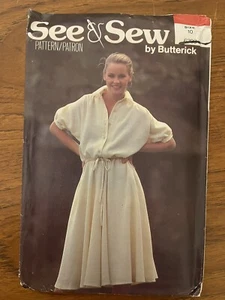 See & Sew
PATTERN/PATRON
by Butterick
10